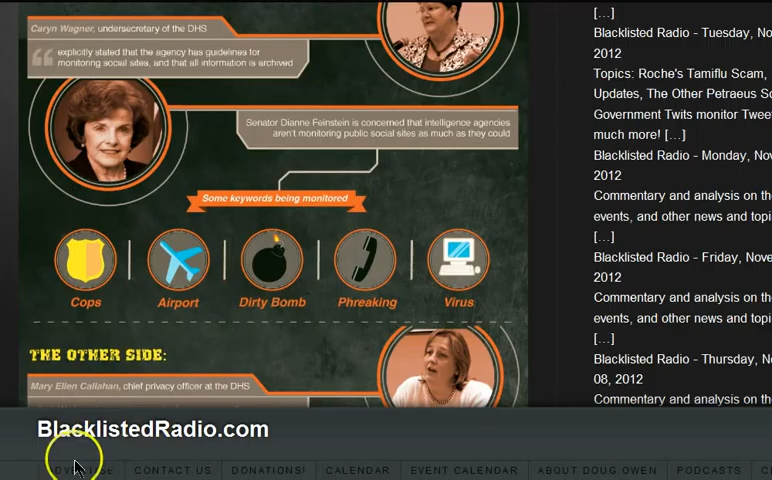 Caryn Wagner, undersecretary of the DHS
explicitly stated that the agency has guidelines for
monitoring social sites, and that all information is archived
Senator Dianne Feinstein is concerned that intelligence agencies
aren't monitoring public social sites as much as they could
Some keywords being monitored
Cops
Airport
Dirty Bomb
Phreaking
Virus
THE OTHER SIDE:
Mary Ellen Callahan, chief privacy officer at the DHS
[…]
Blacklisted Radio - Tuesday,
2012
Topics: Roche's Tamiflu Scam,
Updates, The Other Petraeus
Government Twits monitor
much more! […]
Blacklisted Radio - Monday,
2012
Commentary and analysis on
events, and other news and
[…]
Blacklisted Radio - Friday,
2012
Commentary and analysis on
events, and other news and
[…]
Blacklisted Radio - Thursday,
08, 2012
Commentary and analysis on
BlacklistedRadio.com
CONTACT US
DONATIONS!
CALENDAR
EVENT CALENDAR
ABOUT DOUG OWEN
PODCASTS